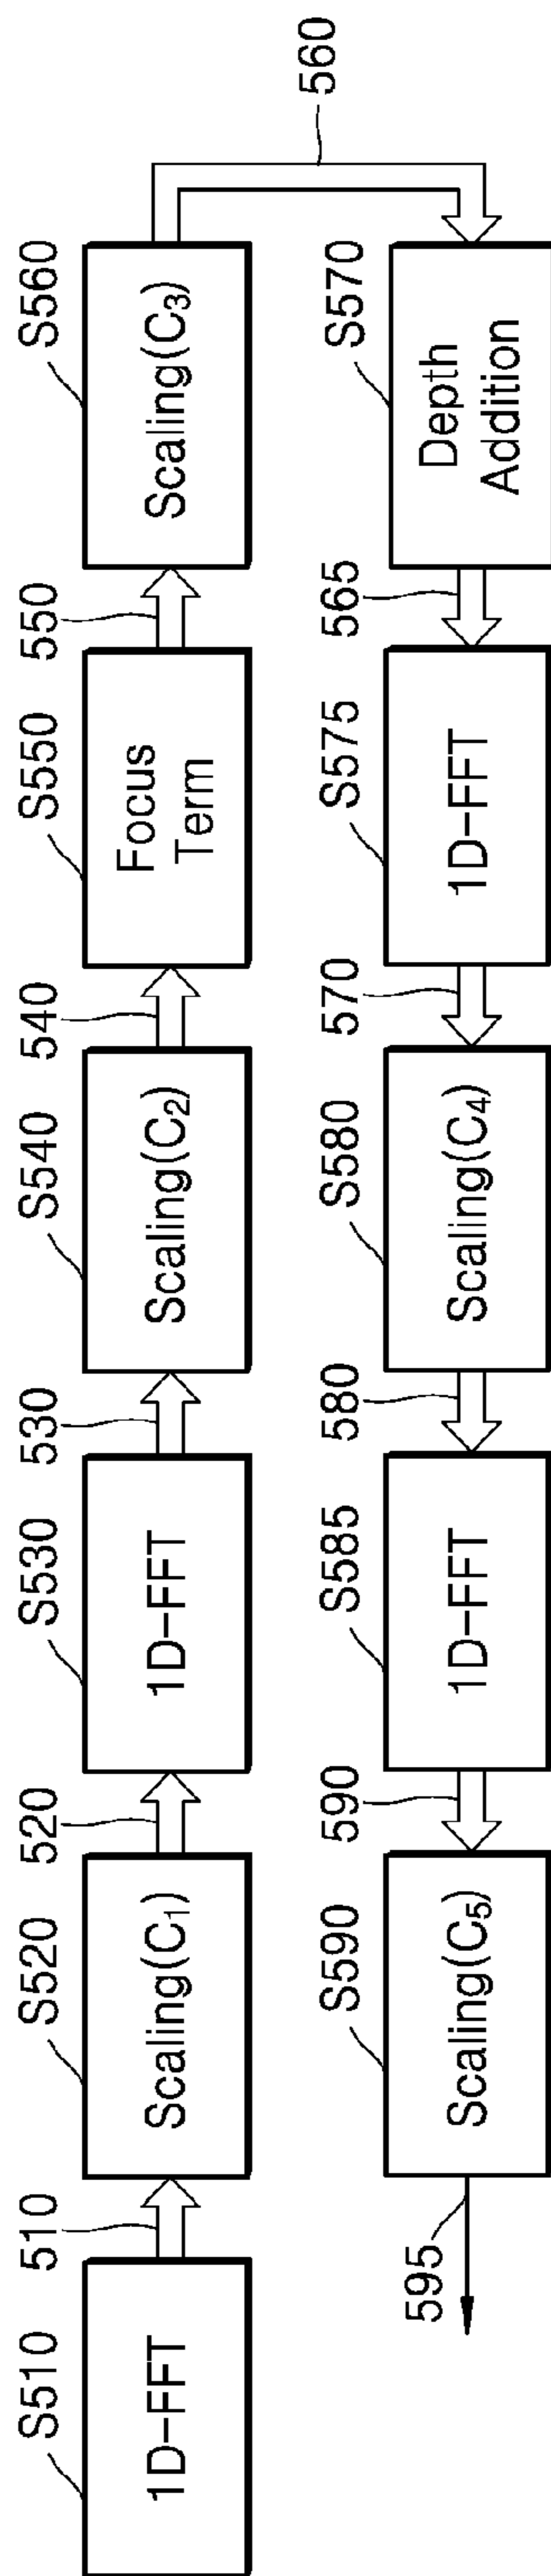 S510
1D-FFT
510
S520
Scaling(C₁)
520
S530
1D-FFT
530
S540
Scaling(C₂)
540
S550
Focus
Term
550
S560
Scaling(C₃)
560
S570
Depth
Addition
565
S575
1D-FFT
570
S580
Scaling(C₄)
580
S585
1D-FFT
590
S590
Scaling(C₅)
595